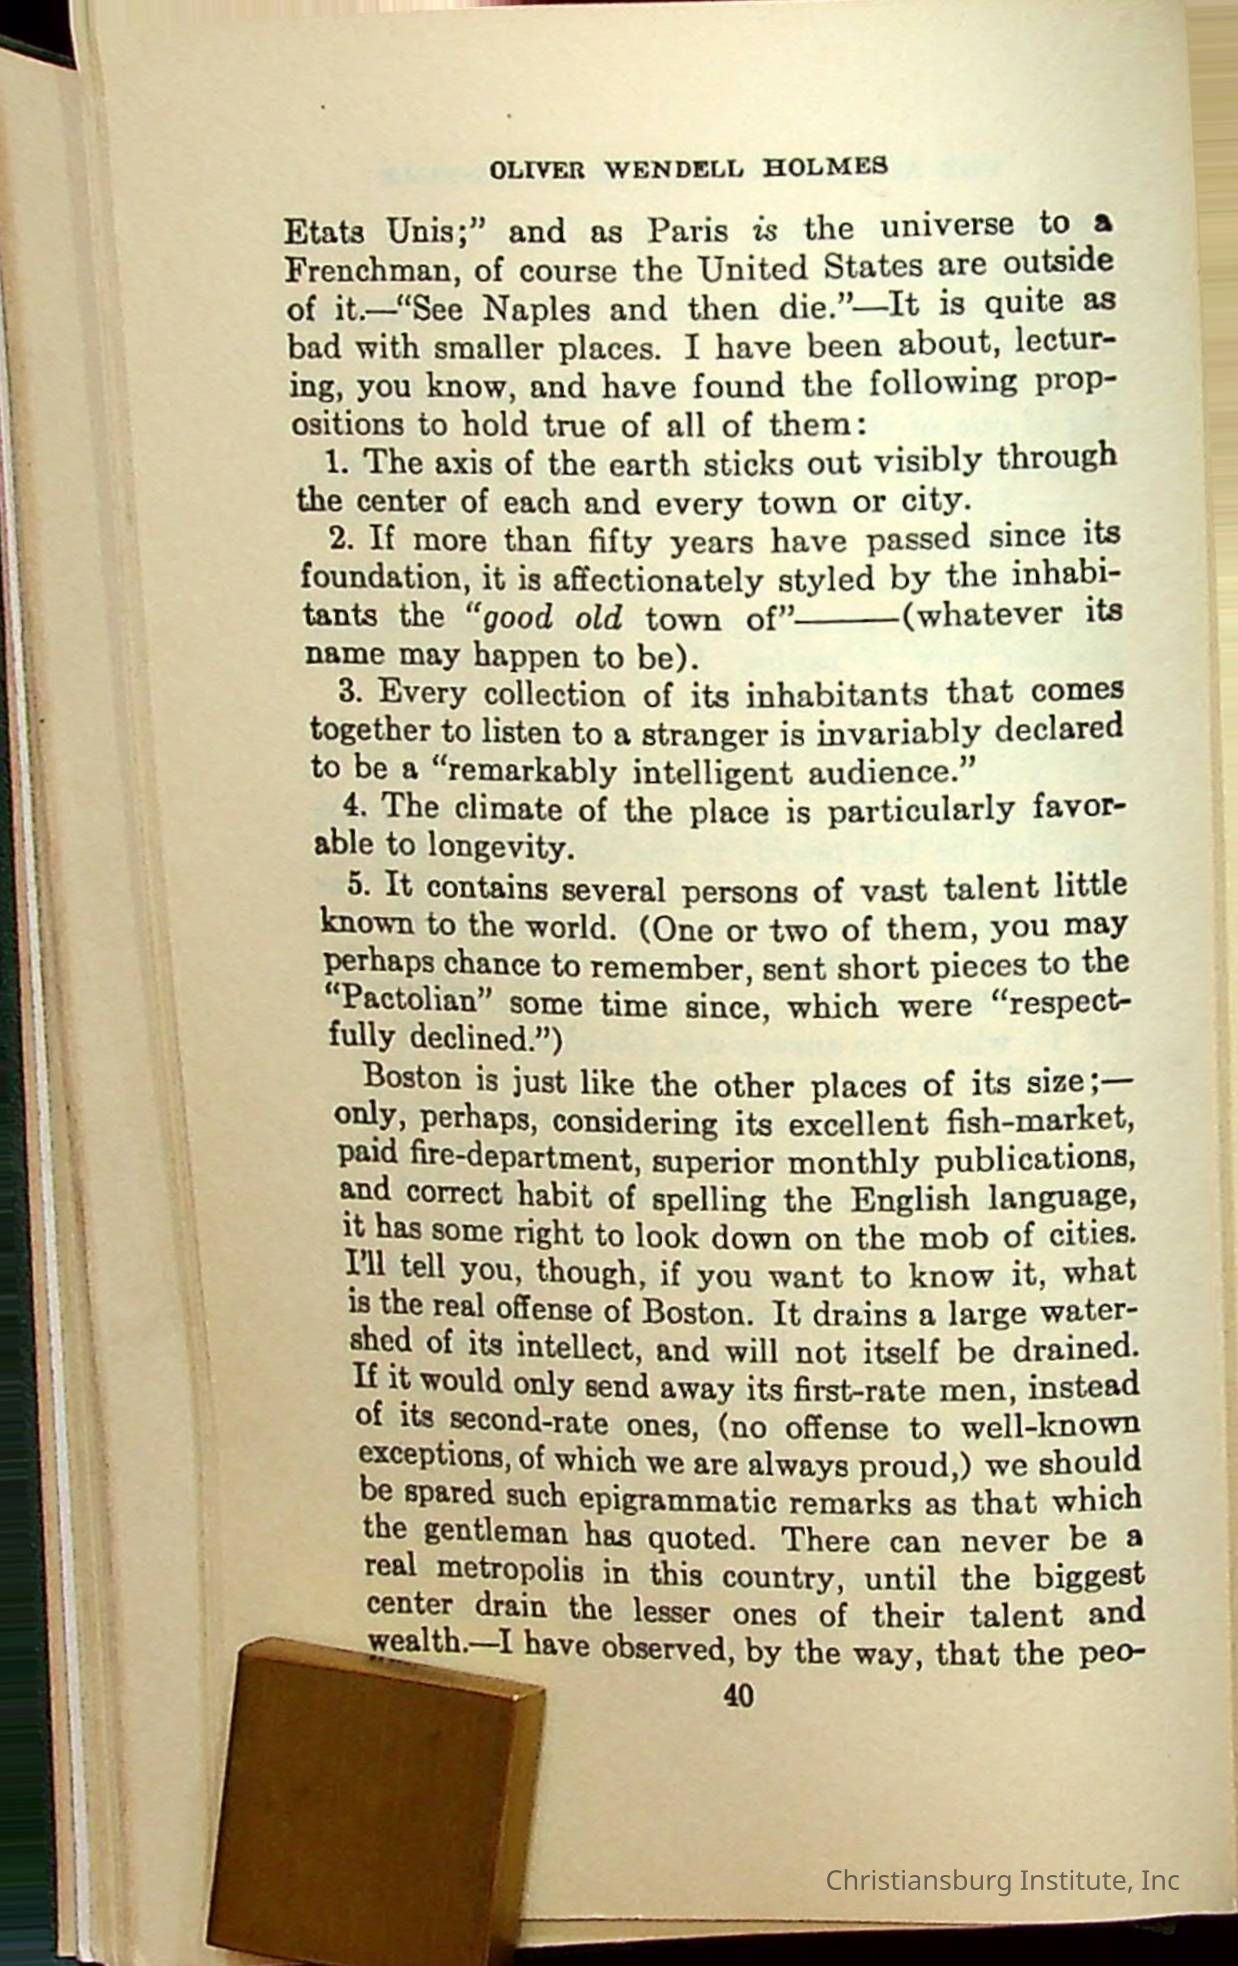 OLIVER WENDELL HOLMES
Etats Unis;” and as Paris is the universe to a
Frenchman, of course the United States are outside
of it.—“See Naples and then die.”—It is quite as
bad with smaller places. I have been about, lectur-
ing, you know, and have found the following prop-
ositions to hold true of all of them:
1. The axis of the earth sticks out visibly through
the center of each and every town or city.
2. If more than fifty years have passed since its
foundation, it is affectionately styled by the inhabi-
tants the “good old town of”———(whatever its
name may happen to be).
3. Every collection of its inhabitants that comes
together to listen to a stranger is invariably declared
to be a “remarkably intelligent audience.”
4. The climate of the place is particularly favor-
able to longevity.
5. It contains several persons of vast talent little
known to the world. (One or two of them, you may
perhaps chance to remember, sent short pieces to the
“Pactolian” some time since, which were “respect-
fully declined.”)
Boston is just like the other places of its size;—
only, perhaps, considering its excellent fish-market,
paid fire-department, superior monthly publications,
and correct habit of spelling the English language,
it has some right to look down on the mob of cities.
I’ll tell you, though, if you want to know it, what
is the real offense of Boston. It drains a large water-
shed of its intellect, and will not itself be drained.
If it would only send away its first-rate men, instead
of its second-rate ones, (no offense to well-known
exceptions, of which we are always proud,) we should
be spared such epigrammatic remarks as that which
the gentleman has quoted. There can never be a
real metropolis in this country, until the biggest
center drain the lesser ones of their talent and
wealth.—I have observed, by the way, that the peo-
40
Christiansburg Institute, Inc